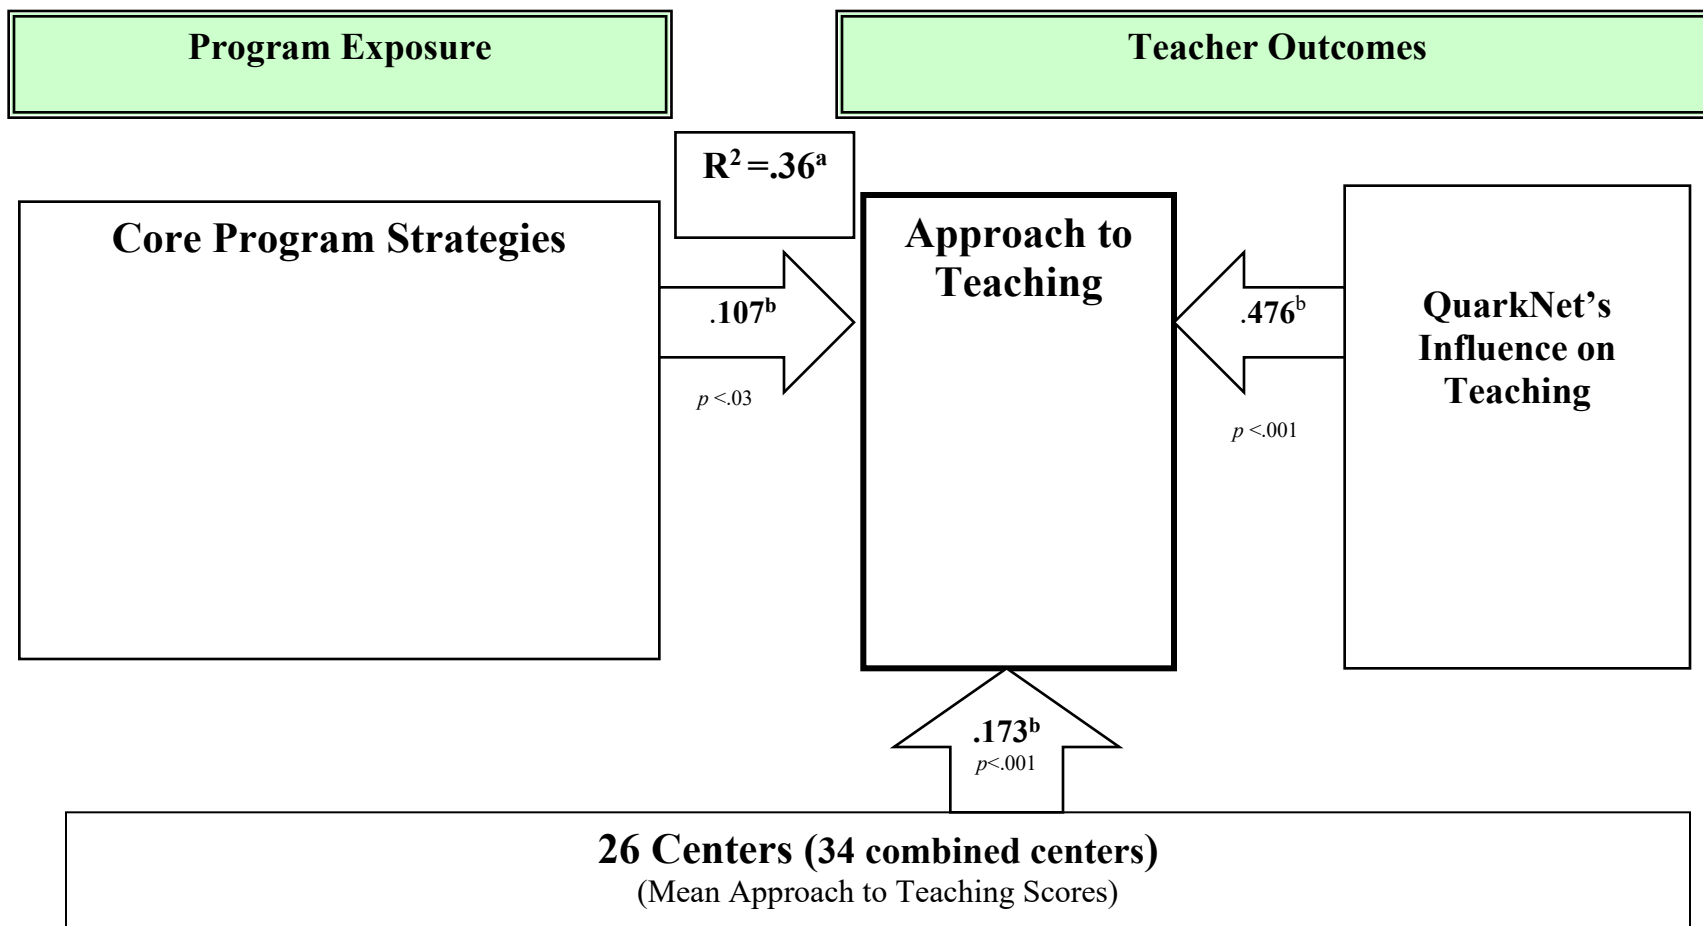 Program Exposure
Teacher Outcomes
R² =.36ᵃ
Core Program Strategies
.107ᵇ
p <.03
Approach to
Teaching
.476ᵇ
p <.001
QuarkNet’s
Influence on
Teaching
.173ᵇ
p<.001
26 Centers (34 combined centers)
(Mean Approach to Teaching Scores)